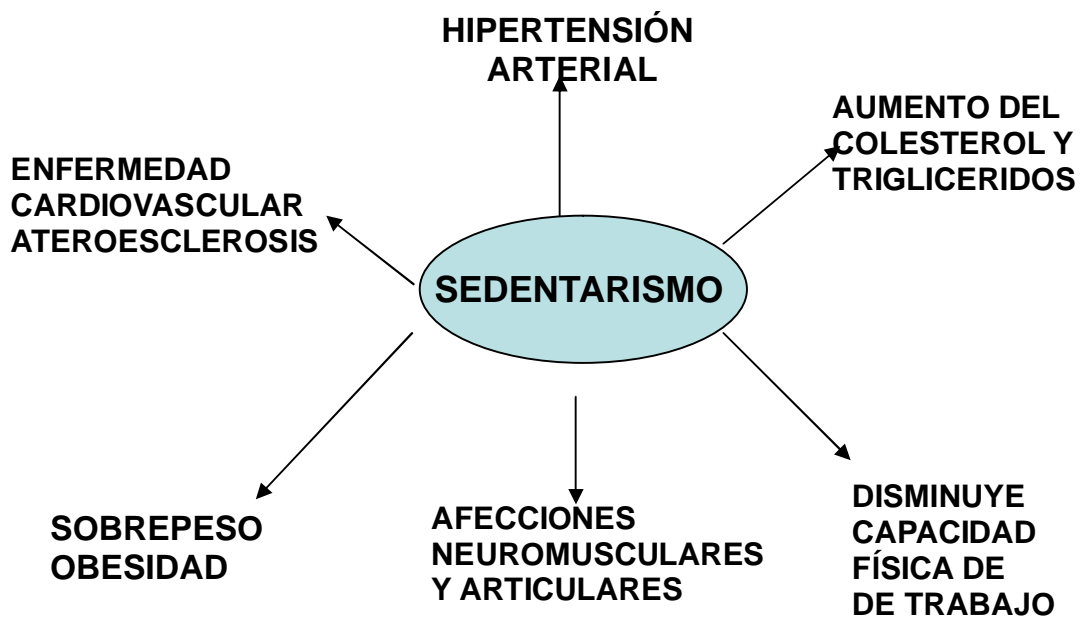 HIPERTENSIÓN
ARTERIAL
AUMENTO DEL
COLESTEROL Y
TRIGLICERIDOS
ENFERMEDAD
CARDIOVASCULAR
ATEROESCLEROSIS
SEDENTARISMO
SOBREPESO
OBESIDAD
AFECCIONES
NEUROMUSCULARES
Y ARTICULARES
DISMINUYE
CAPACIDAD
FÍSICA DE
DE TRABAJO